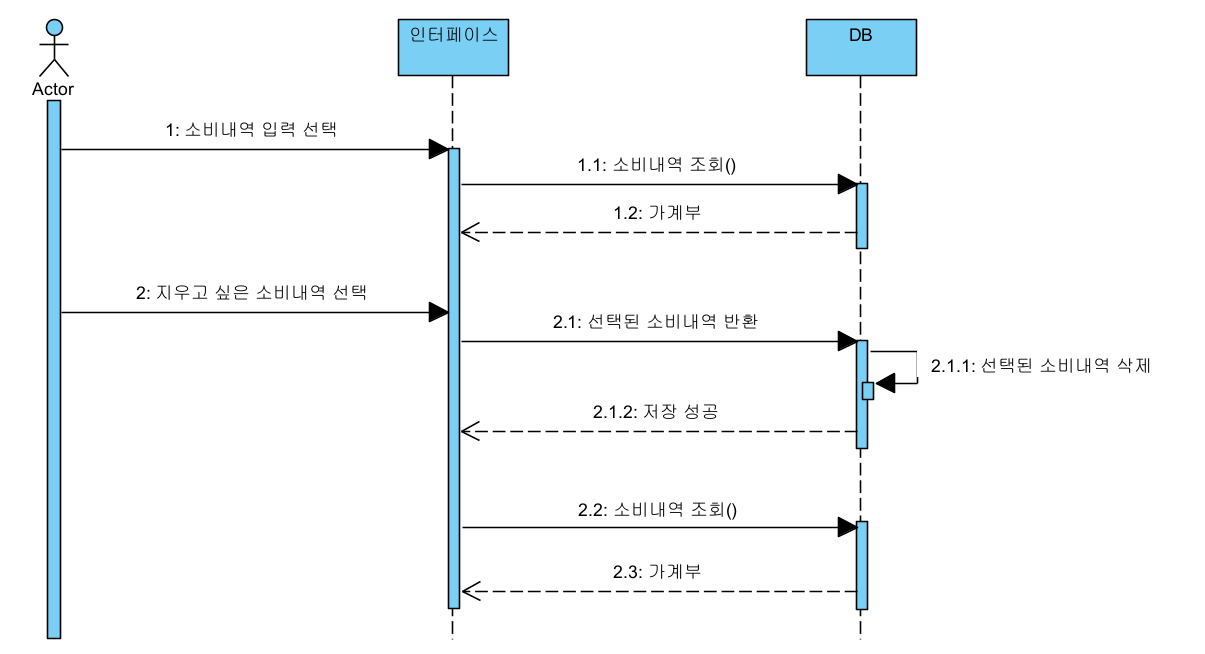 인터페이스
DB
Actor
1: 소비내역 입력 선택
1.1: 소비내역 조회()
1.2: 가계부
2: 지우고 싶은 소비내역 선택
2.1: 선택된 소비내역 반환
2.1.1: 선택된 소비내역 삭제
2.1.2: 저장 성공
2.2: 소비내역 조회()
2.3: 가계부